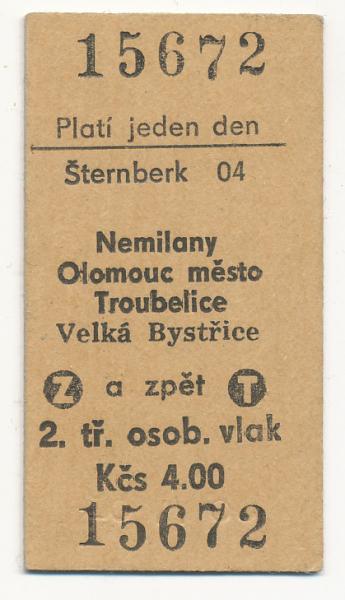 15672
Platí jeden den
Šternberk 04
Nemilany
Olomouc město
Troubelice
Velká Bystřice
Z a zpět T
2. tř. osob. vlak
Kčs 4.00
15672